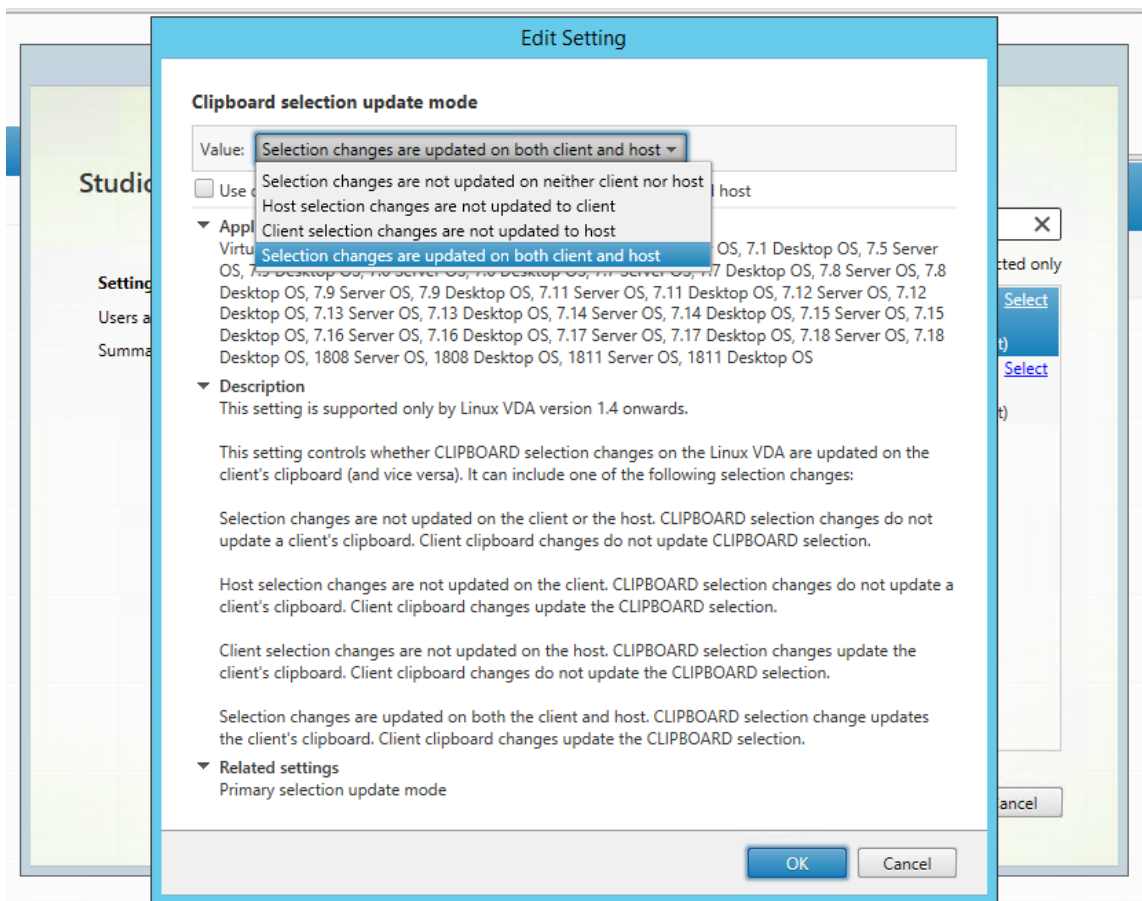 Edit Setting
Clipboard selection update mode
Value: Selection changes are updated on both client and host
Selection changes are not updated on neither client nor host
Host selection changes are not updated to client
Client selection changes are not updated to host
Selection changes are updated on both client and host
Use host
OS, 7.1 Desktop OS, 7.5 Server
7 Desktop OS, 7.8 Server OS, 7.8
Desktop OS, 7.9 Server OS, 7.9 Desktop OS, 7.11 Server OS, 7.11 Desktop OS, 7.12 Server OS, 7.12
Desktop OS, 7.13 Server OS, 7.13 Desktop OS, 7.14 Server OS, 7.14 Desktop OS, 7.15 Server OS, 7.15
Desktop OS, 7.16 Server OS, 7.16 Desktop OS, 7.17 Server OS, 7.17 Desktop OS, 7.18 Server OS, 7.18
Desktop OS, 1808 Server OS, 1808 Desktop OS, 1811 Server OS, 1811 Desktop OS
Description
This setting is supported only by Linux VDA version 1.4 onwards.
This setting controls whether CLIPBOARD selection changes on the Linux VDA are updated on the
client's clipboard (and vice versa). It can include one of the following selection changes:
Selection changes are not updated on the client or the host. CLIPBOARD selection changes do not
update a client's clipboard. Client clipboard changes do not update CLIPBOARD selection.
Host selection changes are not updated on the client. CLIPBOARD selection changes do not update a
client's clipboard. Client clipboard changes update the CLIPBOARD selection.
Client selection changes are not updated on the host. CLIPBOARD selection changes update the
client's clipboard. Client clipboard changes do not update the CLIPBOARD selection.
Selection changes are updated on both the client and host. CLIPBOARD selection change updates
the client's clipboard. Client clipboard changes update the CLIPBOARD selection.
Related settings
Primary selection update mode
OK
Cancel
Studio
Setting
Users a
Summa
cted only
Select
t)
Select
t)
ancel